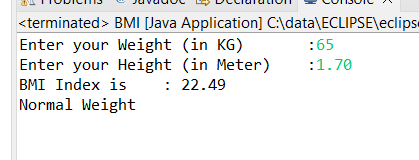 Problems Javadoc Declaration Console
<terminated> BMI [Java Application] C:\data\ECLIPSE\eclipse
Enter your Weight (in KG) :65
Enter your Height (in Meter) :1.70
BMI Index is : 22.49
Normal Weight